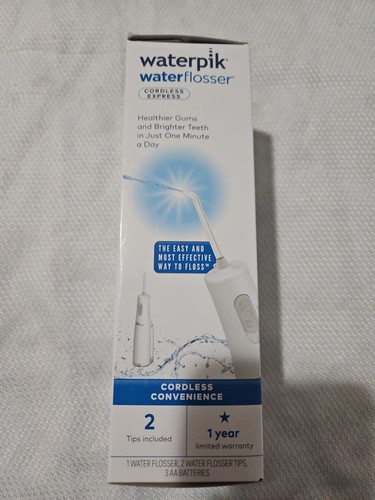 waterpik®
waterflosser™
CORDLESS
EXPRESS
Healthier Gums
and Brighter Teeth
in Just One Minute
a Day
THE EASY AND
MOST EFFECTIVE
WAY TO FLOSS™
CORDLESS
CONVENIENCE
2
Tips included
1 year
limited warranty
1 WATER FLOSSER, 2 WATER FLOSSER TIPS,
3 AA BATTERIES